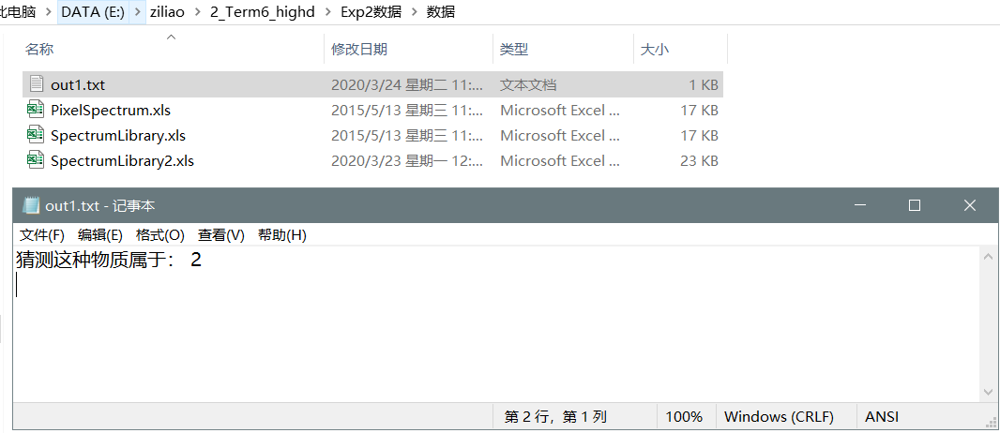 此电脑 > DATA (E:) > ziliao > 2_Term6_highd > Exp2数据 > 数据
名称 修改日期 类型 大小
out1.txt 2020/3/24 星期二 11:... 文本文档 1 KB
PixelSpectrum.xls 2015/5/13 星期三 11:... Microsoft Excel ... 17 KB
SpectrumLibrary.xls 2015/5/13 星期三 11:... Microsoft Excel ... 17 KB
SpectrumLibrary2.xls 2020/3/23 星期一 12:... Microsoft Excel ... 23 KB
out1.txt - 记事本
文件(F) 编辑(E) 格式(O) 查看(V) 帮助(H)
猜测这种物质属于： 2
第 2 行，第 1 列 100% Windows (CRLF) ANSI